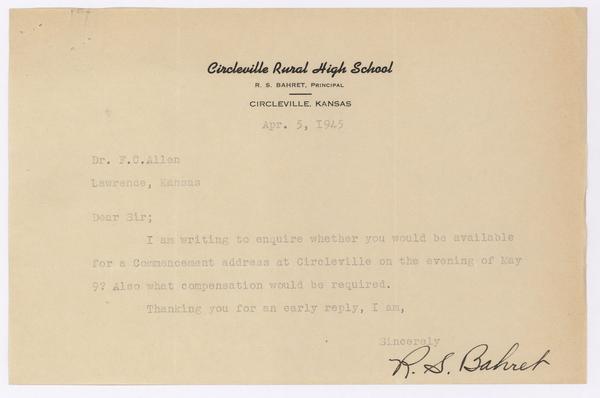 Circleville Rural High School
R. S. BAHRET, PRINCIPAL
CIRCLEVILLE, KANSAS
Apr. 5, 1945
Dr. F.C.Allen
Lawrence, Kansas
Dear Sir;
I am writing to enquire whether you would be available
for a Commencement address at Circleville on the evening of May
9? Also what compensation would be required.
Thanking you for an early reply, I am,
Sincerely
R. S. Bahret